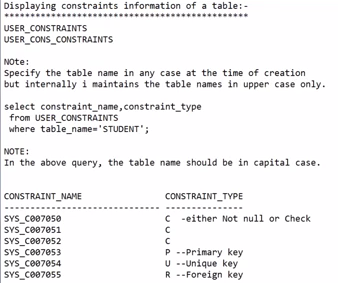 Displaying constraints information of a table:-
***********************************************
USER_CONSTRAINTS
USER_CONS_CONSTRAINTS
NOte:
Specify the table name in any case at the time of creation
but internally i maintains the table names in upper case only.
select constraint_name,constraint_type
from USER_CONSTRAINTS
where table_name='STUDENT';
NOTE:
In the above query, the table name should be in capital case.
CONSTRAINT_NAME CONSTRAINT_TYPE
------------------------------ ---------------
SYS_C007050 C -either Not null or Check
SYS_C007051 C
SYS_C007052 C
SYS_C007053 P --Primary key
SYS_C007054 U --Unique key
SYS_C007055 R --Foreign key